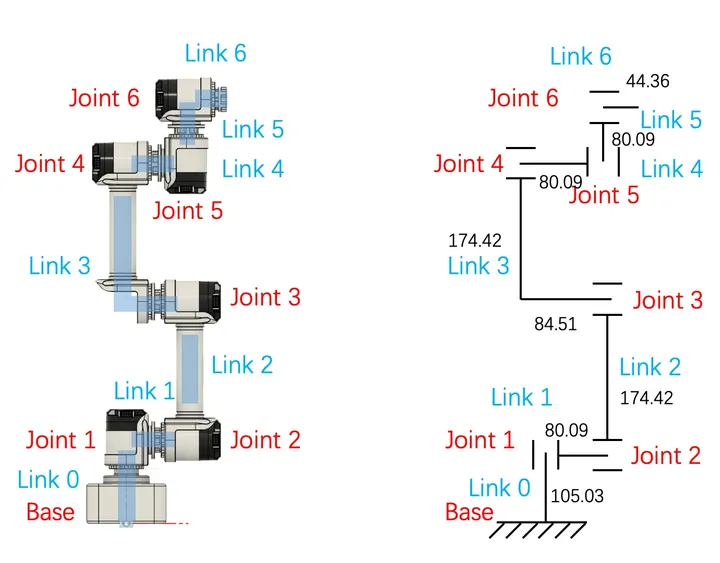 Link 6
Joint 6
Link 5
Joint 4
Link 4
Joint 5
Link 3
Joint 3
Link 2
Link 1
Joint 1
Joint 2
Link 0
Base
Link 6
44.36
Joint 6
Link 5
80.09
Joint 4
Link 4
80.09
Joint 5
174.42
Link 3
Joint 3
84.51
Link 2
Link 1
174.42
80.09
Joint 1
Joint 2
Link 0
105.03
Base